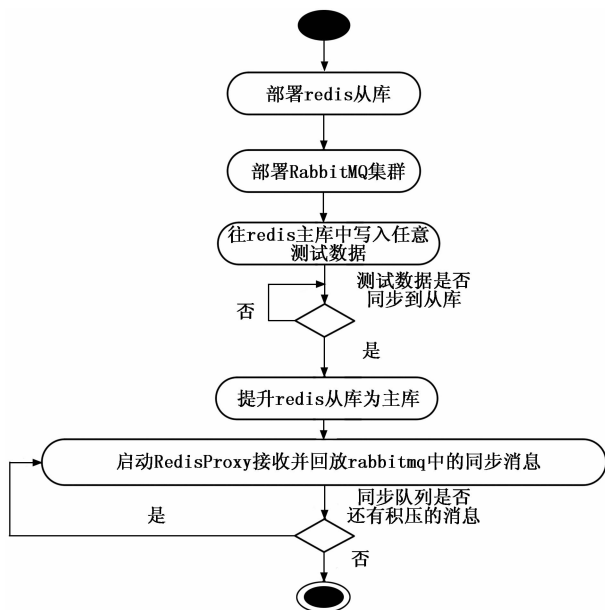 部署redis从库
部署RabbitMQ集群
往redis主库中写入任意
测试数据
测试数据是否
同步到从库
否
是
提升redis从库为主库
启动RedisProxy接收并回放rabbitmq中的同步消息
同步队列是否
还有积压的消息
是
否